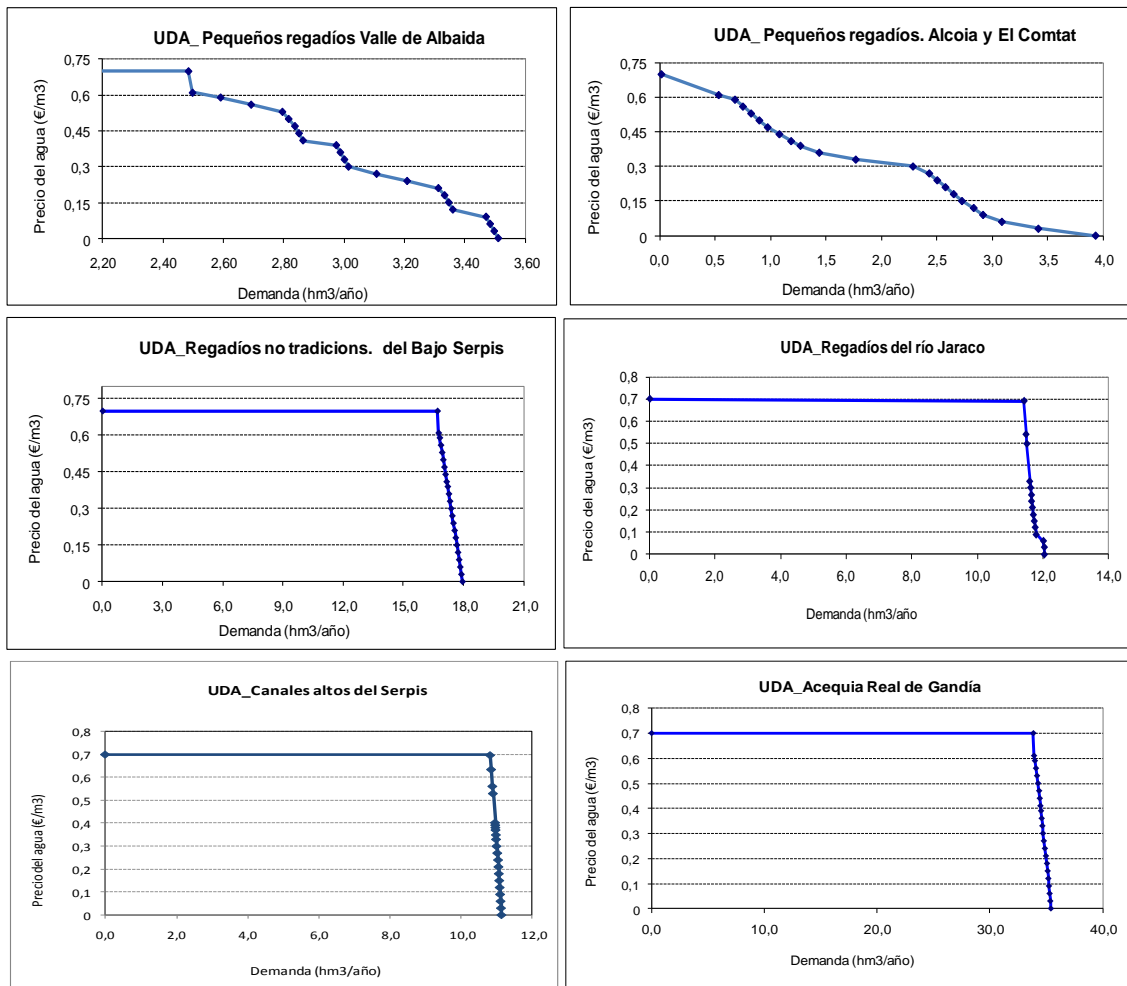 UDA_ Pequeños regadíos Valle de Albaida
Precio del agua (€/m3)
0,75
0,6
0,45
0,3
0,15
0
2,20 2,40 2,60 2,80 3,00 3,20 3,40 3,60
Demanda (hm3/año)
UDA_ Pequeños regadíos. Alcoia y El Comtat
Precio del agua (€/m3)
0,75
0,6
0,45
0,3
0,15
0
0,0 0,5 1,0 1,5 2,0 2,5 3,0 3,5 4,0
Demanda (hm3/año)
UDA_Regadíos no tradicions. del Bajo Serpis
Precio del agua (€/m3)
0,75
0,6
0,45
0,3
0,15
0
0,0 3,0 6,0 9,0 12,0 15,0 18,0 21,0
Demanda (hm3/año)
UDA_Regadíos del río Jaraco
Precio del agua (€/m3)
0,8
0,7
0,6
0,5
0,4
0,3
0,2
0,1
0
0,0 2,0 4,0 6,0 8,0 10,0 12,0 14,0
Demanda (hm3/año
UDA_Canales altos del Serpis
Precio del agua (€/m3)
0,8
0,7
0,6
0,5
0,4
0,3
0,2
0,1
0
0,0 2,0 4,0 6,0 8,0 10,0 12,0
Demanda (hm3/año)
UDA_Acequia Real de Gandía
Precio del agua (€/m3)
0,8
0,7
0,6
0,5
0,4
0,3
0,2
0,1
0
0,0 10,0 20,0 30,0 40,0
Demanda (hm3/año)